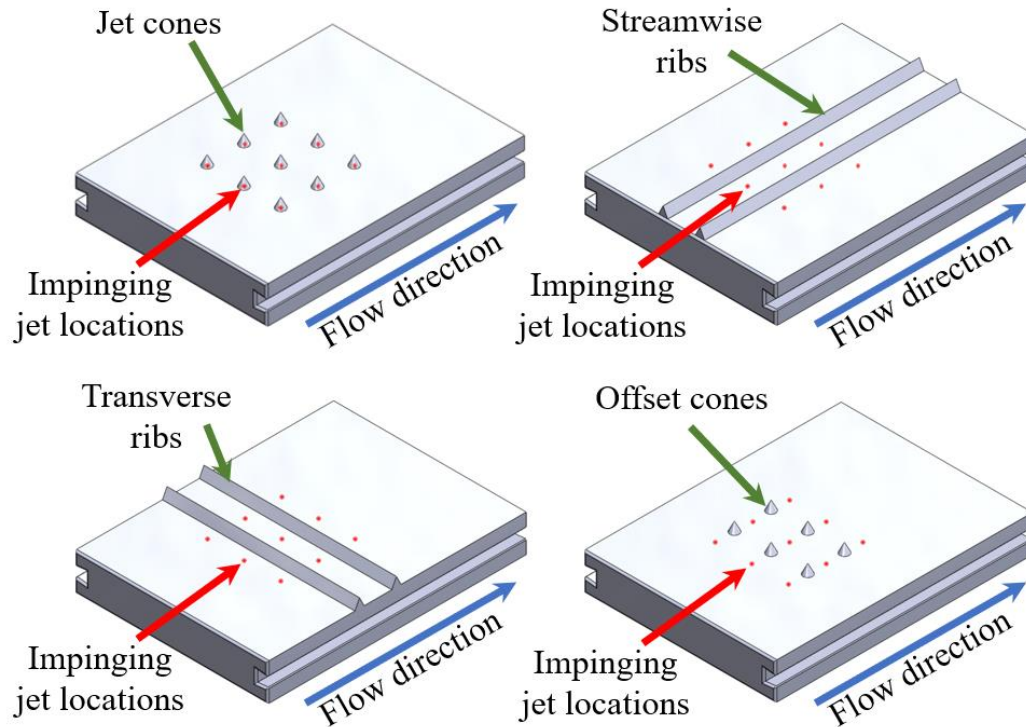 Jet cones
Impinging
jet locations
Flow direction
Streamwise
ribs
Impinging
jet locations
Flow direction
Transverse
ribs
Impinging
jet locations
Flow direction
Offset cones
Impinging
jet locations
Flow direction